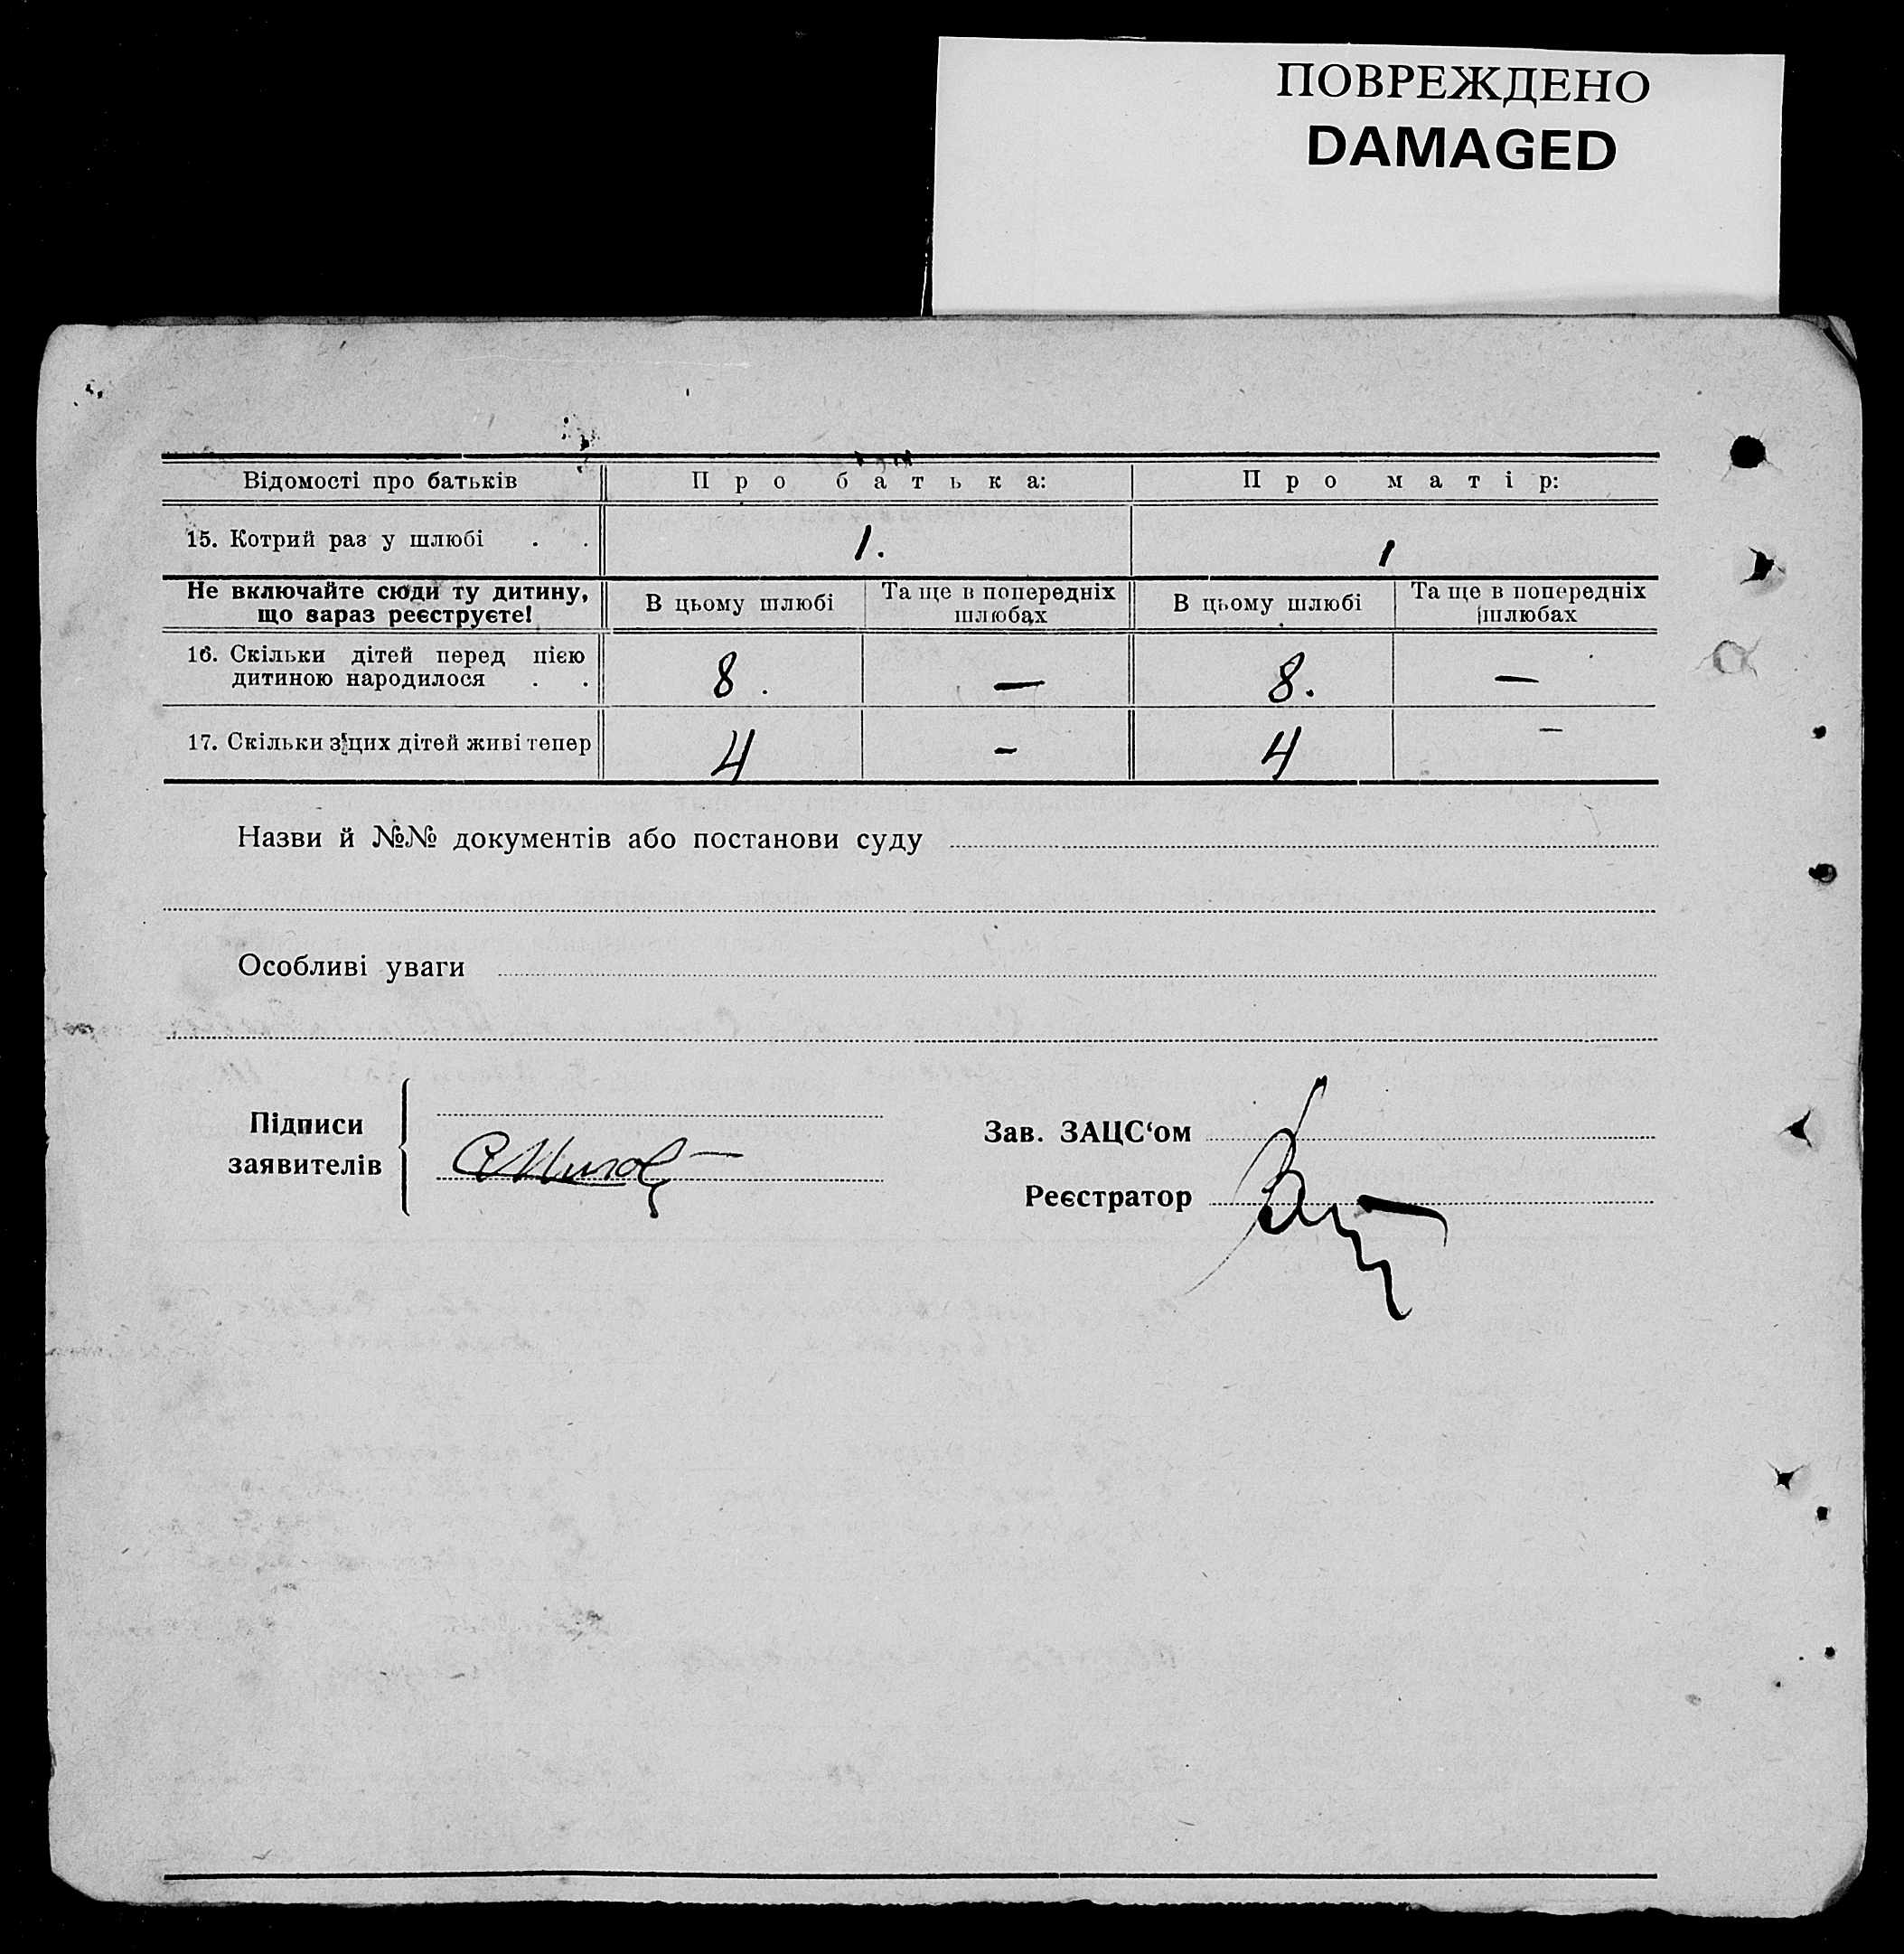 ПОВРЕЖДЕНО
DAMAGED
Відомості про батьків Про батька: Про матір:
15. Котрий раз у шлюбі . . 1. 1
Не включайте сюди ту дитину, що зараз реєструєте! В цьому шлюбі Та ще в попередніх шлюбах В цьому шлюбі Та ще в попередніх шлюбах
16. Скільки дітей перед цією
дитиною народилося . . 8. — 8. —
17. Скільки з цих дітей живі тепер 4 - 4 —
Назви й №№ документів або постанови суду
Особливі уваги
Підписи
заявителів
Зав. ЗАЦС‘ом
Реєстратор